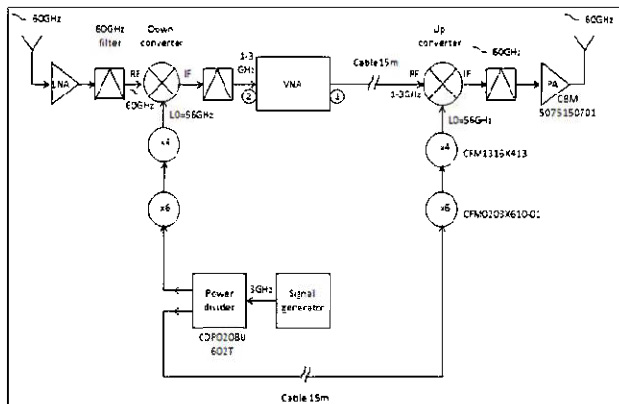 60GHz
60GHz
filter
Down
converter
Up
converter
60GHz
60GHz
LNA
RF
60GHz
IF
1-3
GHz
VNA
2
1
Cable 15m
RF
1-3GHz
IF
PA
CBM
5075150701
LO=56GHz
LO=56GHz
x4
x4
CFM1316X413
x6
x6
CFM0203X610-01
Power
divider
3GHz
Signal
generator
CDP0208U
602T
Cable 15m